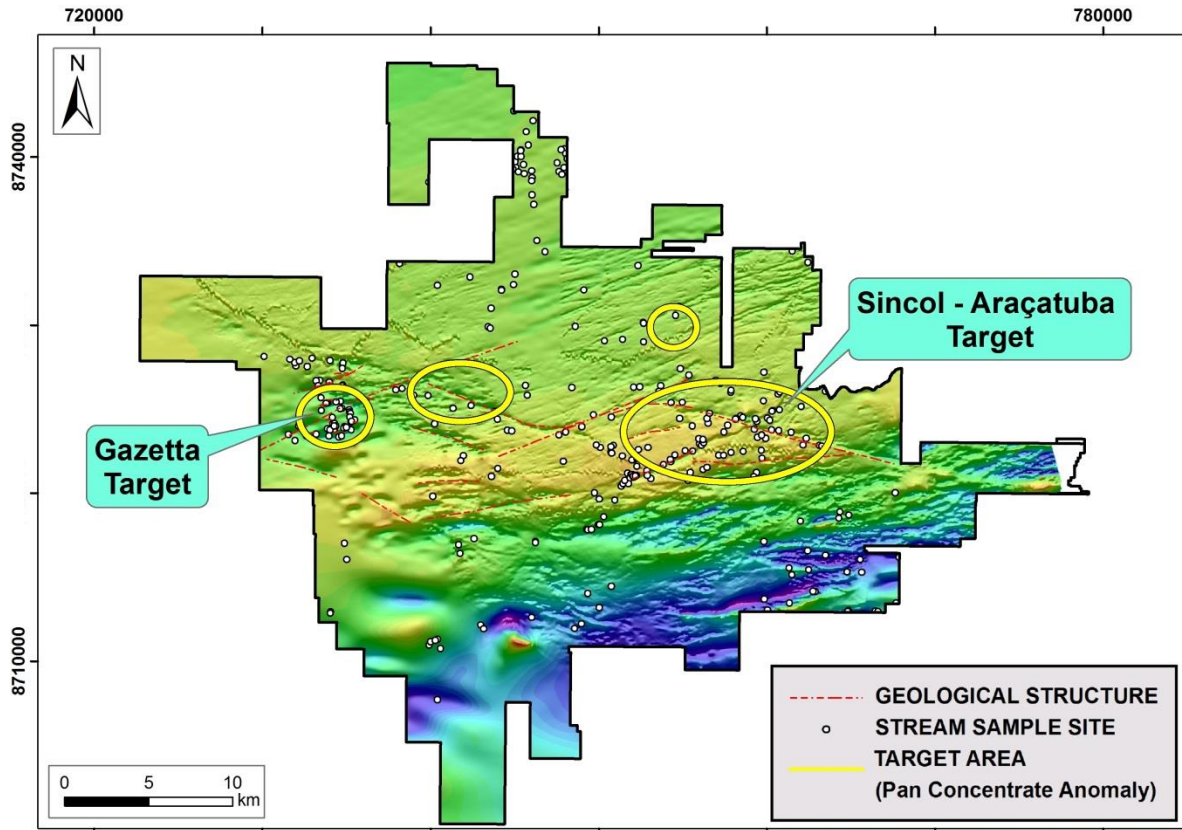 720000
780000
N
8740000
Sincol - Araçatuba
Target
Gazetta
Target
8710000
GEOLOGICAL STRUCTURE
STREAM SAMPLE SITE
TARGET AREA
(Pan Concentrate Anomaly)
0 5 10
km